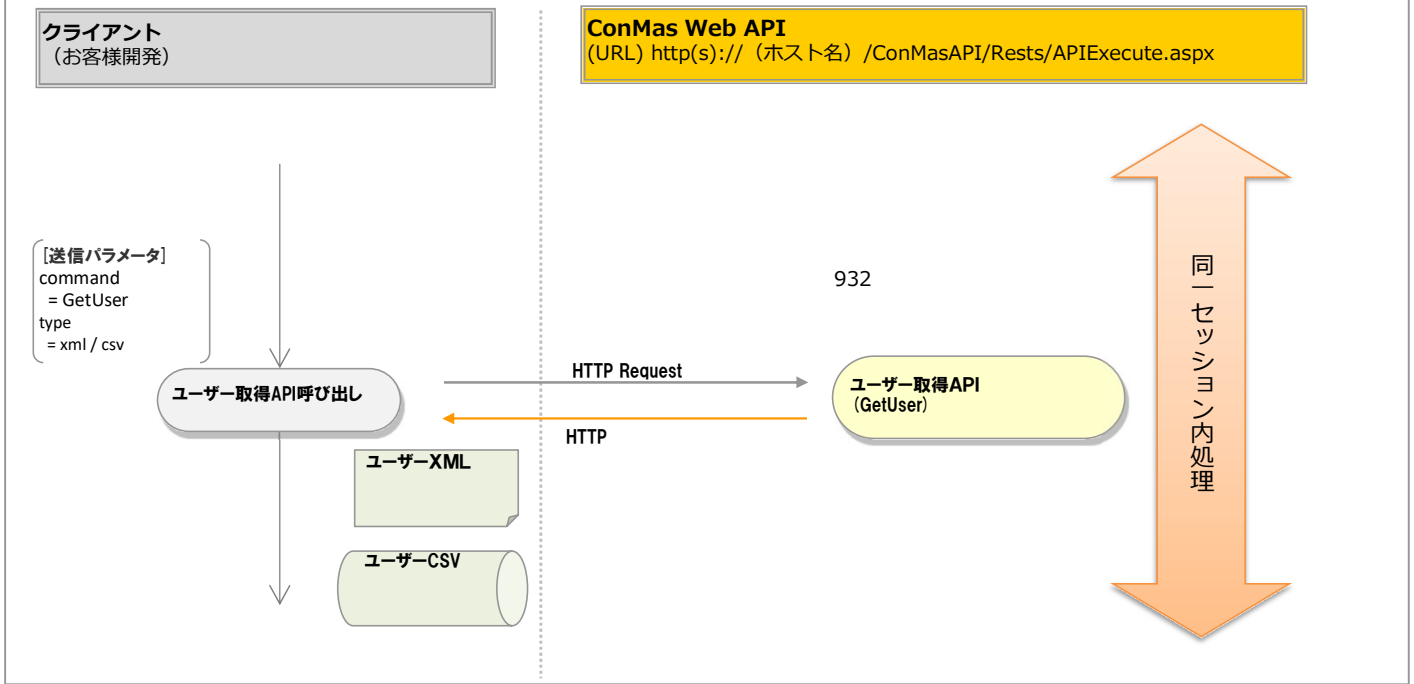 クライアント
（お客様開発）
ConMas Web API
(URL) http(s)://（ホスト名）/ConMasAPI/Rests/APIExecute.aspx
[送信パラメータ]
command
= GetUser
type
= xml / csv
932
ユーザー取得API呼び出し
HTTP Request
HTTP
ユーザー取得API
(GetUser)
ユーザーXML
ユーザーCSV
同一セッション内処理